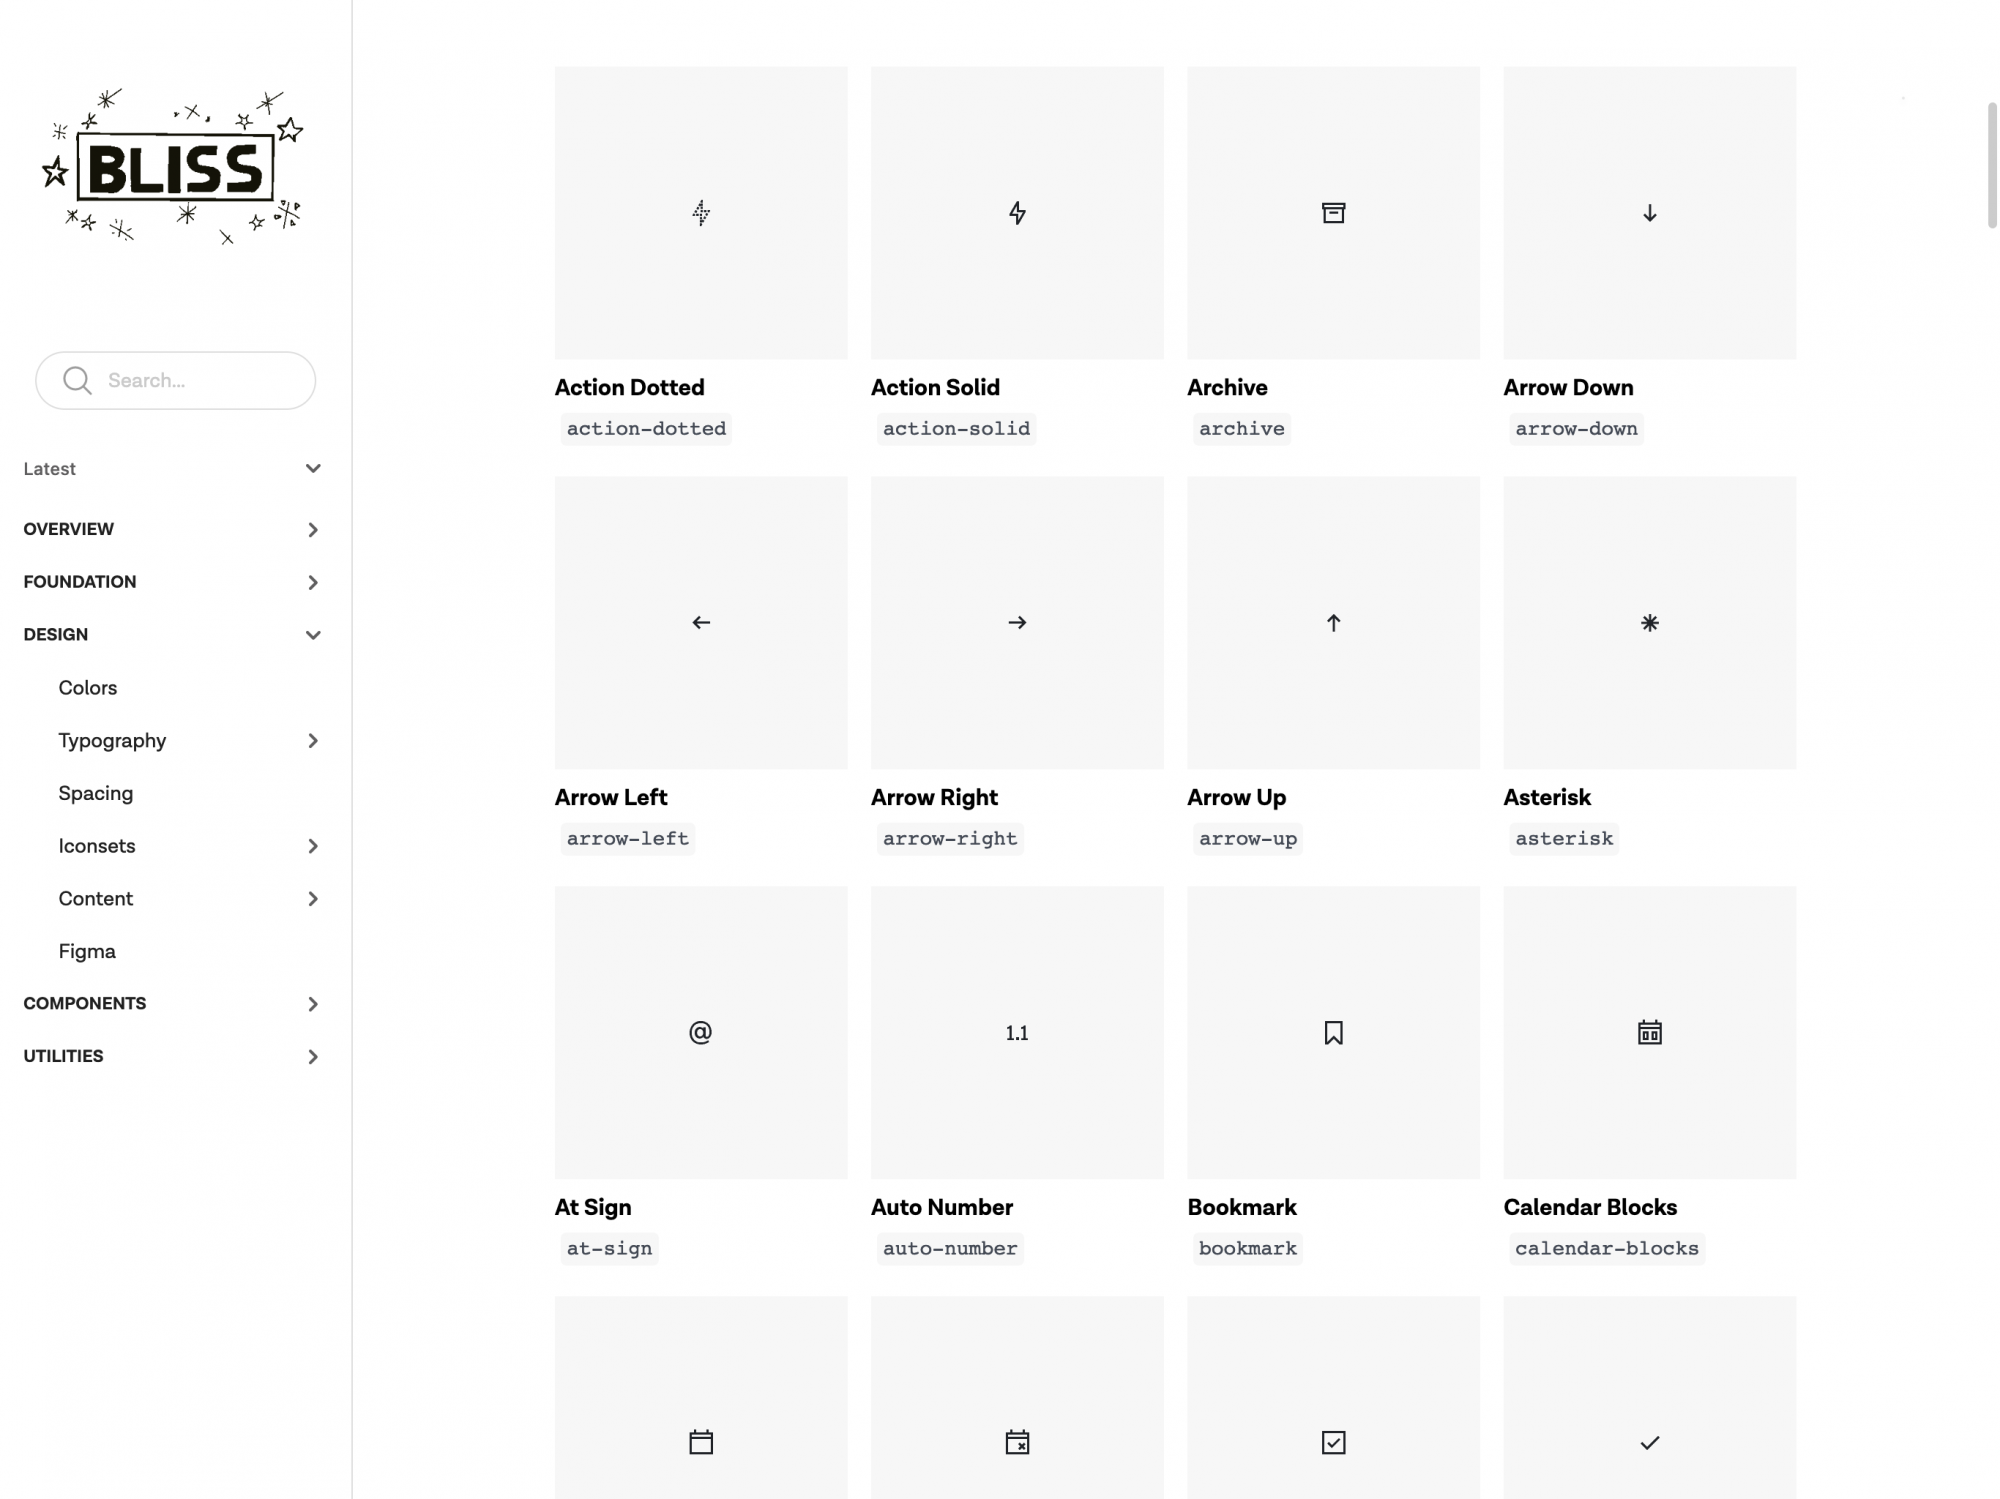 BLISS
Search...
Latest
OVERVIEW
FOUNDATION
DESIGN
Colors
Typography
Spacing
Iconsets
Content
Figma
COMPONENTS
UTILITIES
Action Dotted
action-dotted
Action Solid
action-solid
Archive
archive
Arrow Down
arrow-down
Arrow Left
arrow-left
Arrow Right
arrow-right
Arrow Up
arrow-up
Asterisk
asterisk
@
At Sign
at-sign
1.1
Auto Number
auto-number
Bookmark
bookmark
Calendar Blocks
calendar-blocks